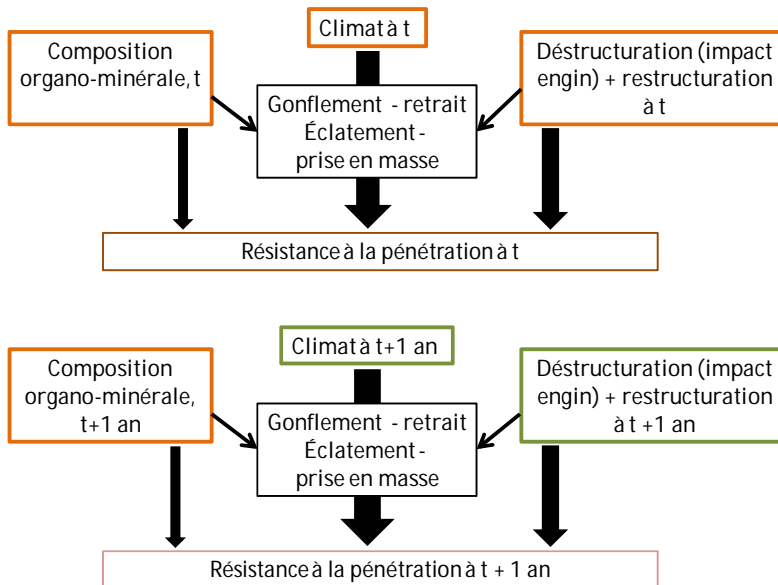 Climat à t
Composition
organo-minérale, t
Déstructuration (impact
engin) + restructuration
à t
Gonflement - retrait
Éclatement -
prise en masse
Résistance à la pénétration à t
Climat à t+1 an
Composition
organo-minérale,
t+1 an
Déstructuration (impact
engin) + restructuration
à t +1 an
Gonflement - retrait
Éclatement -
prise en masse
Résistance à la pénétration à t + 1 an